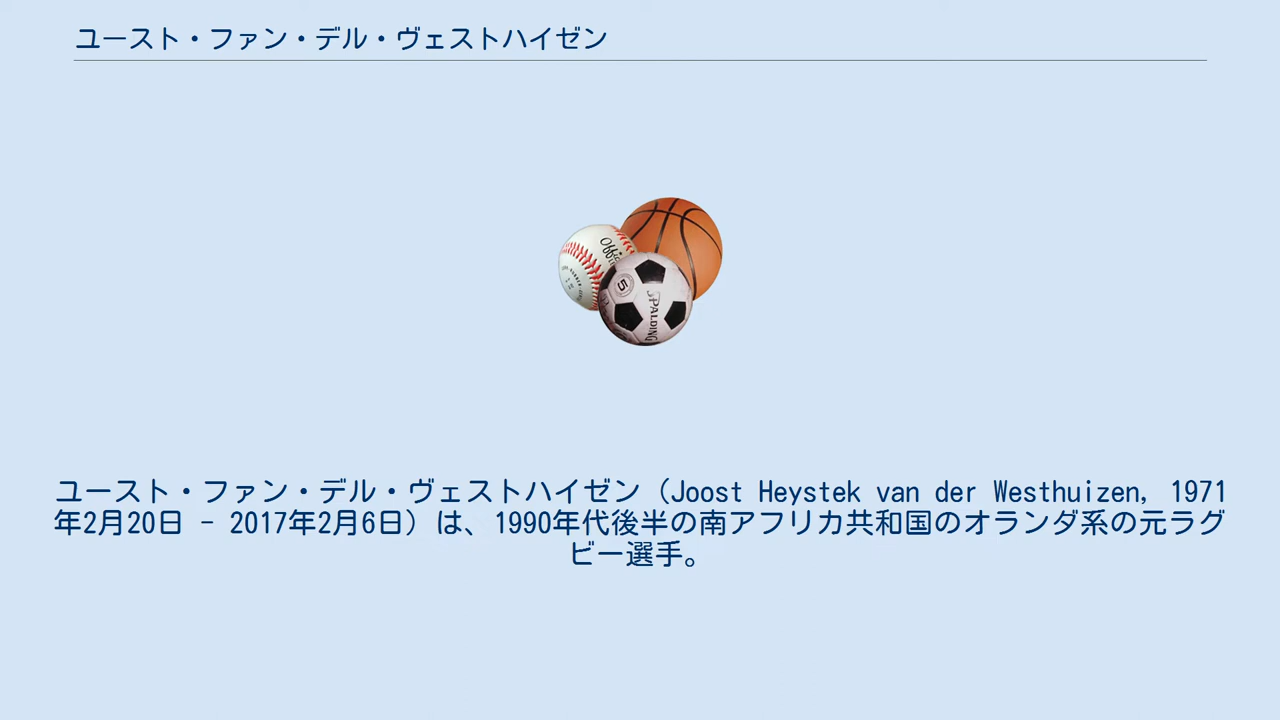 ユースト・ファン・デル・ヴェストハイゼン
Official
5
SPALDING
ユースト・ファン・デル・ヴェストハイゼン（Joost Heystek van der Westhuizen, 1971
年2月20日 - 2017年2月6日）は、1990年代後半の南アフリカ共和国のオランダ系の元ラグ
ビー選手。